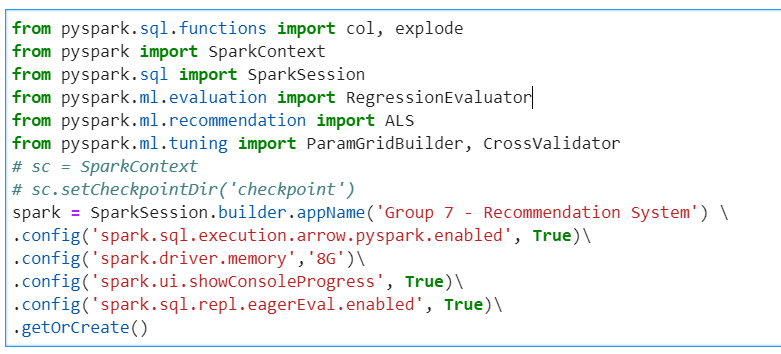 from pyspark.sql.functions import col, explode
from pyspark import SparkContext
from pyspark.sql import SparkSession
from pyspark.ml.evaluation import RegressionEvaluator
from pyspark.ml.recommendation import ALS
from pyspark.ml.tuning import ParamGridBuilder, CrossValidator
# sc = SparkContext
# sc.setCheckpointDir('checkpoint')
spark = SparkSession.builder.appName('Group 7 - Recommendation System') \
.config('spark.sql.execution.arrow.pyspark.enabled', True)\
.config('spark.driver.memory','8G')\
.config('spark.ui.showConsoleProgress', True)\
.config('spark.sql.repl.eagerEval.enabled', True)\
.getOrCreate()